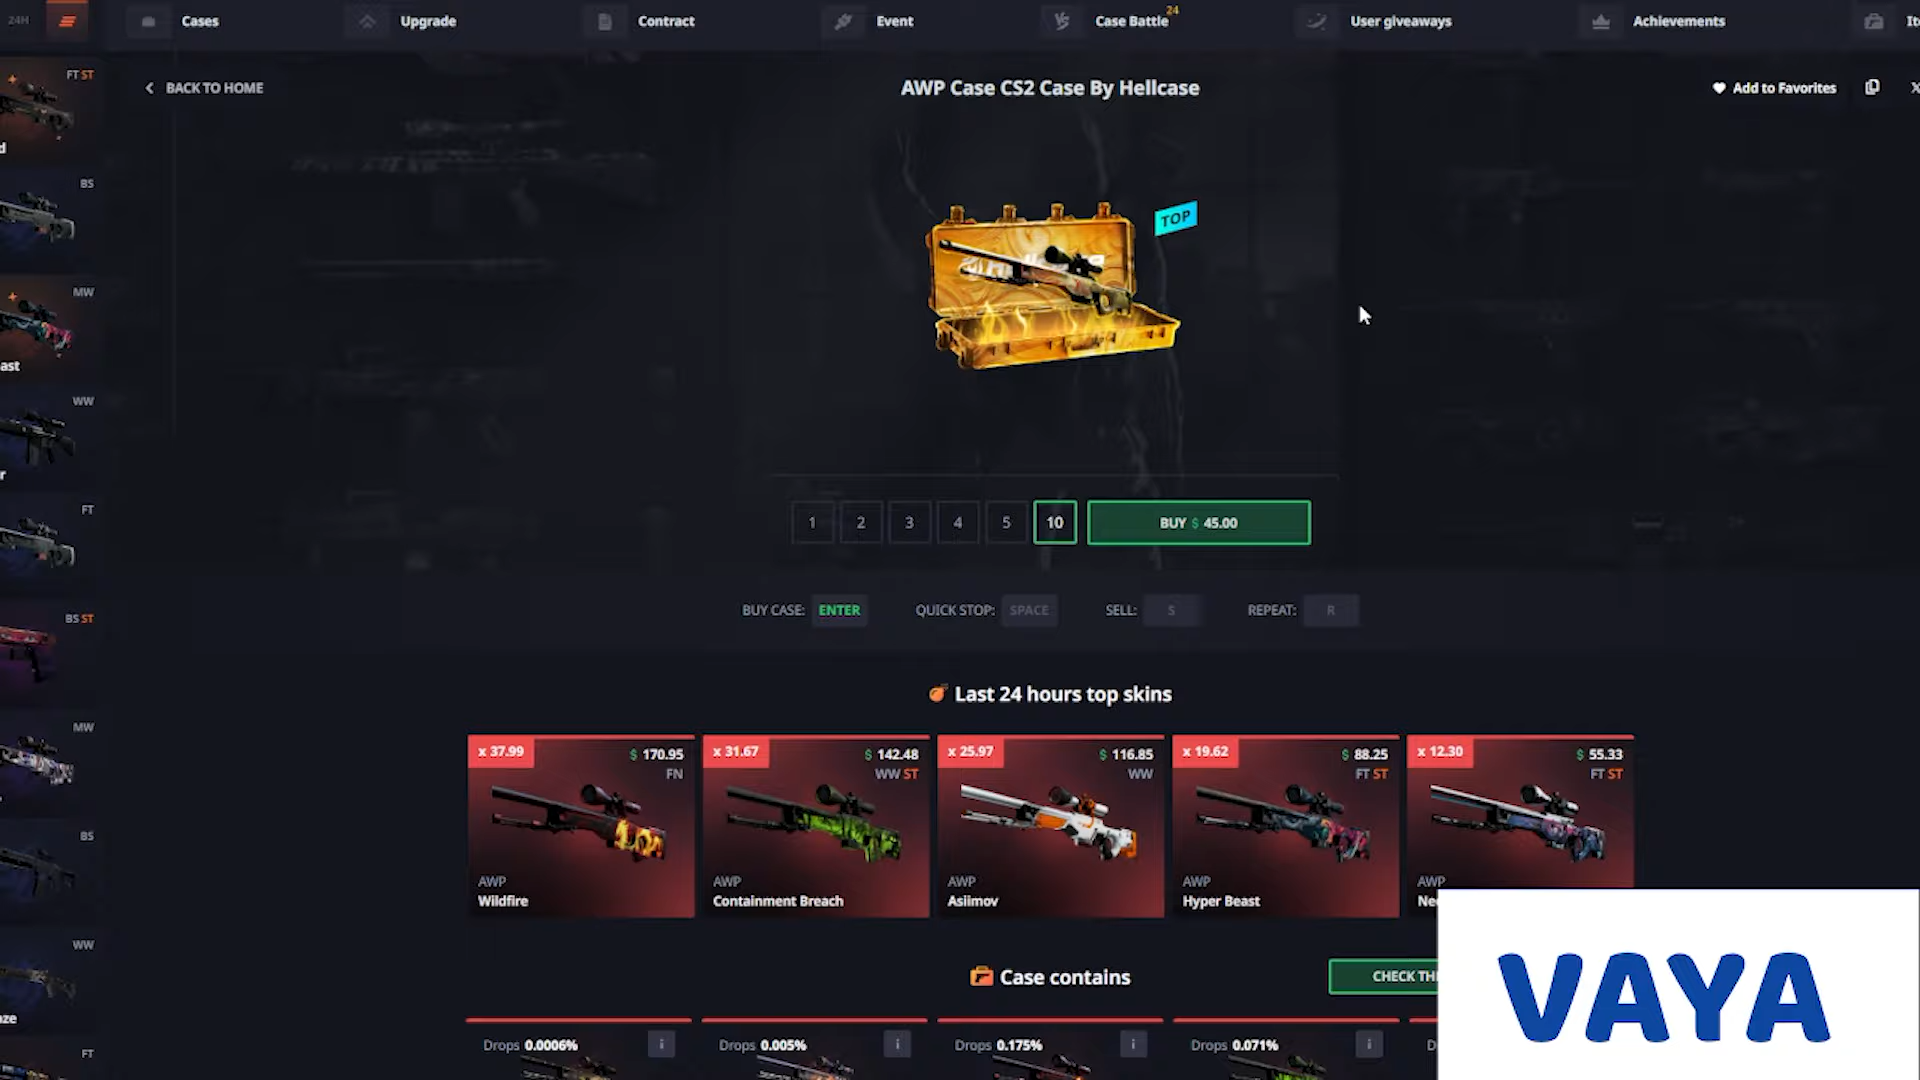 24H
Cases
Upgrade
Contract
Event
Case Battle
24
User giveaways
Achievements
FT ST
BACK TO HOME
AWP Case CS2 Case By Hellcase
Add to Favorites
d
BS
TOP
MW
ast
WW
r
FT
1
2
3
4
5
10
BUY $ 45.00
BUY CASE: ENTER
QUICK STOP: SPACE
SELL: S
REPEAT: R
BS ST
Last 24 hours top skins
MW
x 37.99
$ 170.95
FN
AWP
Wildfire
x 31.67
$ 142.48
WW ST
AWP
Containment Breach
x 25.97
$ 116.85
WW
AWP
Asiimov
x 19.62
$ 88.25
FT ST
AWP
Hyper Beast
x 12.30
$ 55.33
FT ST
AWP
BS
WW
aze
Case contains
FT
Drops 0.0006%
i
Drops 0.005%
i
Drops 0.175%
i
Drops 0.071%
i
VAYA